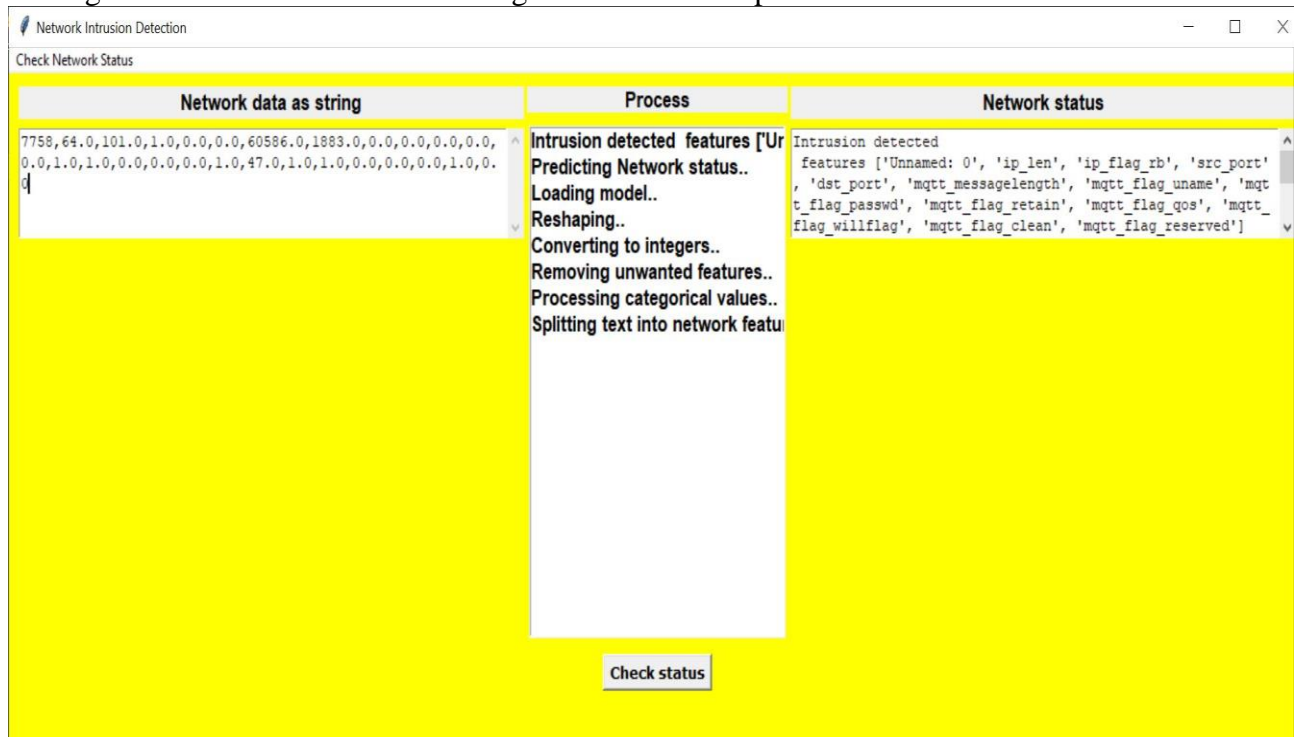 Network Intrusion Detection
Check Network Status
Network data as string
7758,64.0,101.0,1.0,0.0,0.0,60586.0,1883.0,0.0,0.0,0.0,0.0,
0.0,1.0,1.0,0.0,0.0,0.0,1.0,47.0,1.0,1.0,0.0,0.0,0.0,1.0,0.
0
Process
Intrusion detected features ['Ur
Predicting Network status..
Loading model..
Reshaping..
Converting to integers..
Removing unwanted features..
Processing categorical values..
Splitting text into network featu
Network status
Intrusion detected
features ['Unnamed: 0', 'ip_len', 'ip_flag_rb', 'src_port'
, 'dst_port', 'mqtt_messagelength', 'mqtt_flag_uname', 'mqt
t_flag_passwd', 'mqtt_flag_retain', 'mqtt_flag_qos', 'mqtt_
flag_willflag', 'mqtt_flag_clean', 'mqtt_flag_reserved']
Check status